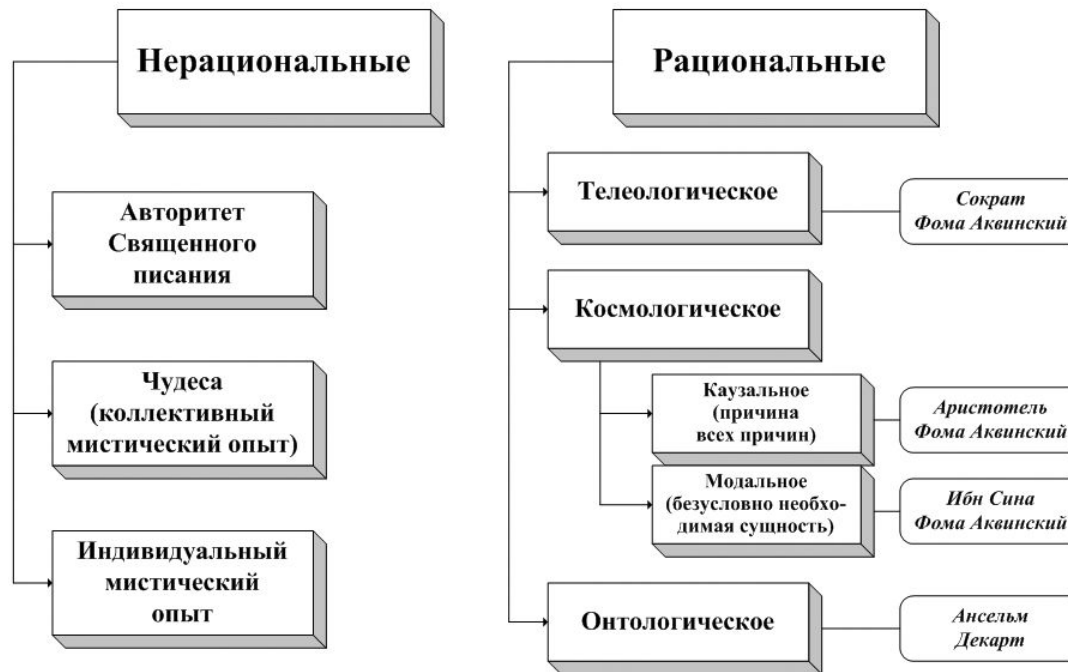 Нерациональные
Авторитет
Священного
писания
Чудеса
(коллективный
мистический опыт)
Индивидуальный
мистический
опыт
Рациональные
Телеологическое
Сократ
Фома Аквинский
Космологическое
Каузальное
(причина
всех причин)
Аристотель
Фома Аквинский
Модальное
(безусловно необхо-
димая сущность)
Ибн Сина
Фома Аквинский
Онтологическое
Ансельм
Декарт